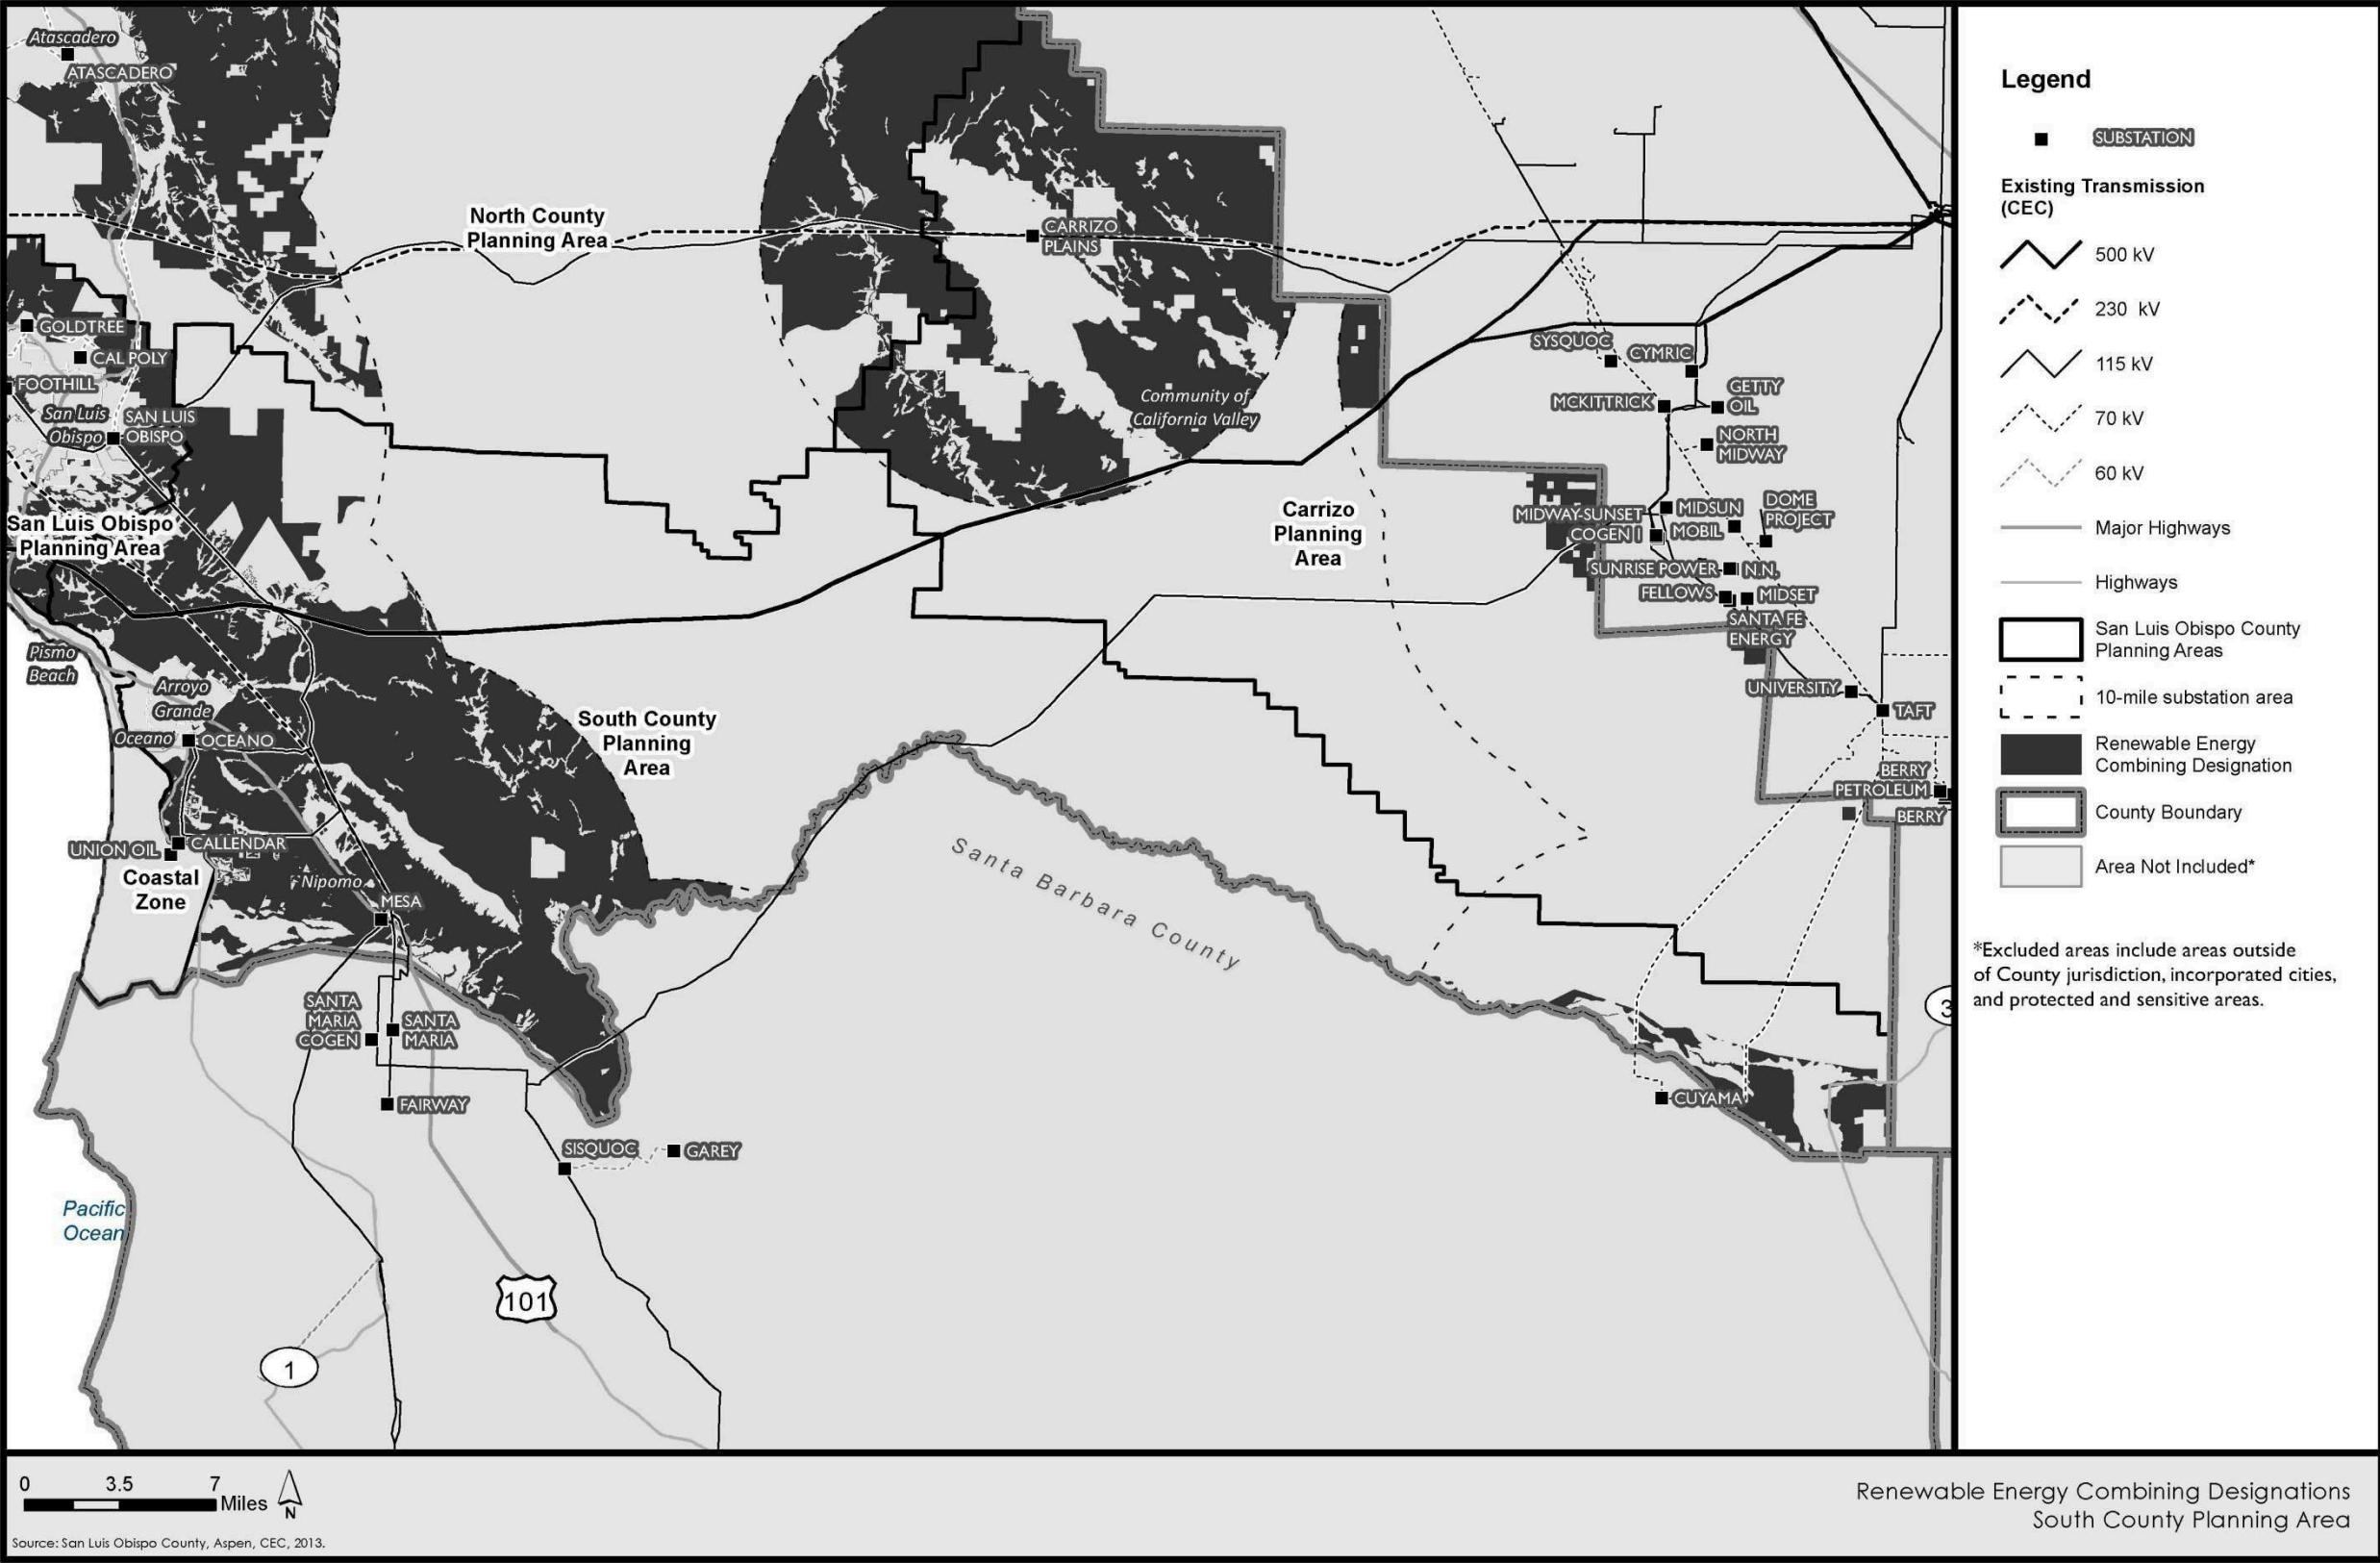 Atascadero
ATASCADERO
North County
Planning Area
CARRIZO
PLAINS
GOLDTREE
CAL POLY
FOOTHILL
San Luis
Obispo
SAN LUIS
OBISPO
Community of
California Valley
SYSQUOC
CYMRIC
MCKITTRICK
GETTY
OIL
NORTH
MIDWAY
San Luis Obispo
Planning Area
Carrizo
Planning
Area
MIDWAY-SUNSET
COGEN I
MIDSUN
MOBIL
DOME
PROJECT
SUNRISE POWER
N.N.
FELLOWS
MIDSET
SANTA FE
ENERGY
Pismo
Beach
Arroyo
Grande
Oceano
OCEANO
South County
Planning
Area
UNIVERSITY
TAFT
BERRY
PETROLEUM
BERRY
UNION OIL
CALLENDAR
Coastal
Zone
Nipomo
MESA
Santa Barbara County
SANTA
MARIA
COGEN
SANTA
MARIA
FAIRWAY
CUYAMA
SISQUOC
GAREY
Pacific
Ocean
101
1
3
Legend
SUBSTATION
Existing Transmission
(CEC)
500 kV
230 kV
115 kV
70 kV
60 kV
Major Highways
Highways
San Luis Obispo County
Planning Areas
10-mile substation area
Renewable Energy
Combining Designation
County Boundary
Area Not Included*
*Excluded areas include areas outside
of County jurisdiction, incorporated cities,
and protected and sensitive areas.
0 3.5 7
Miles
N
Source: San Luis Obispo County, Aspen, CEC, 2013.
Renewable Energy Combining Designations
South County Planning Area